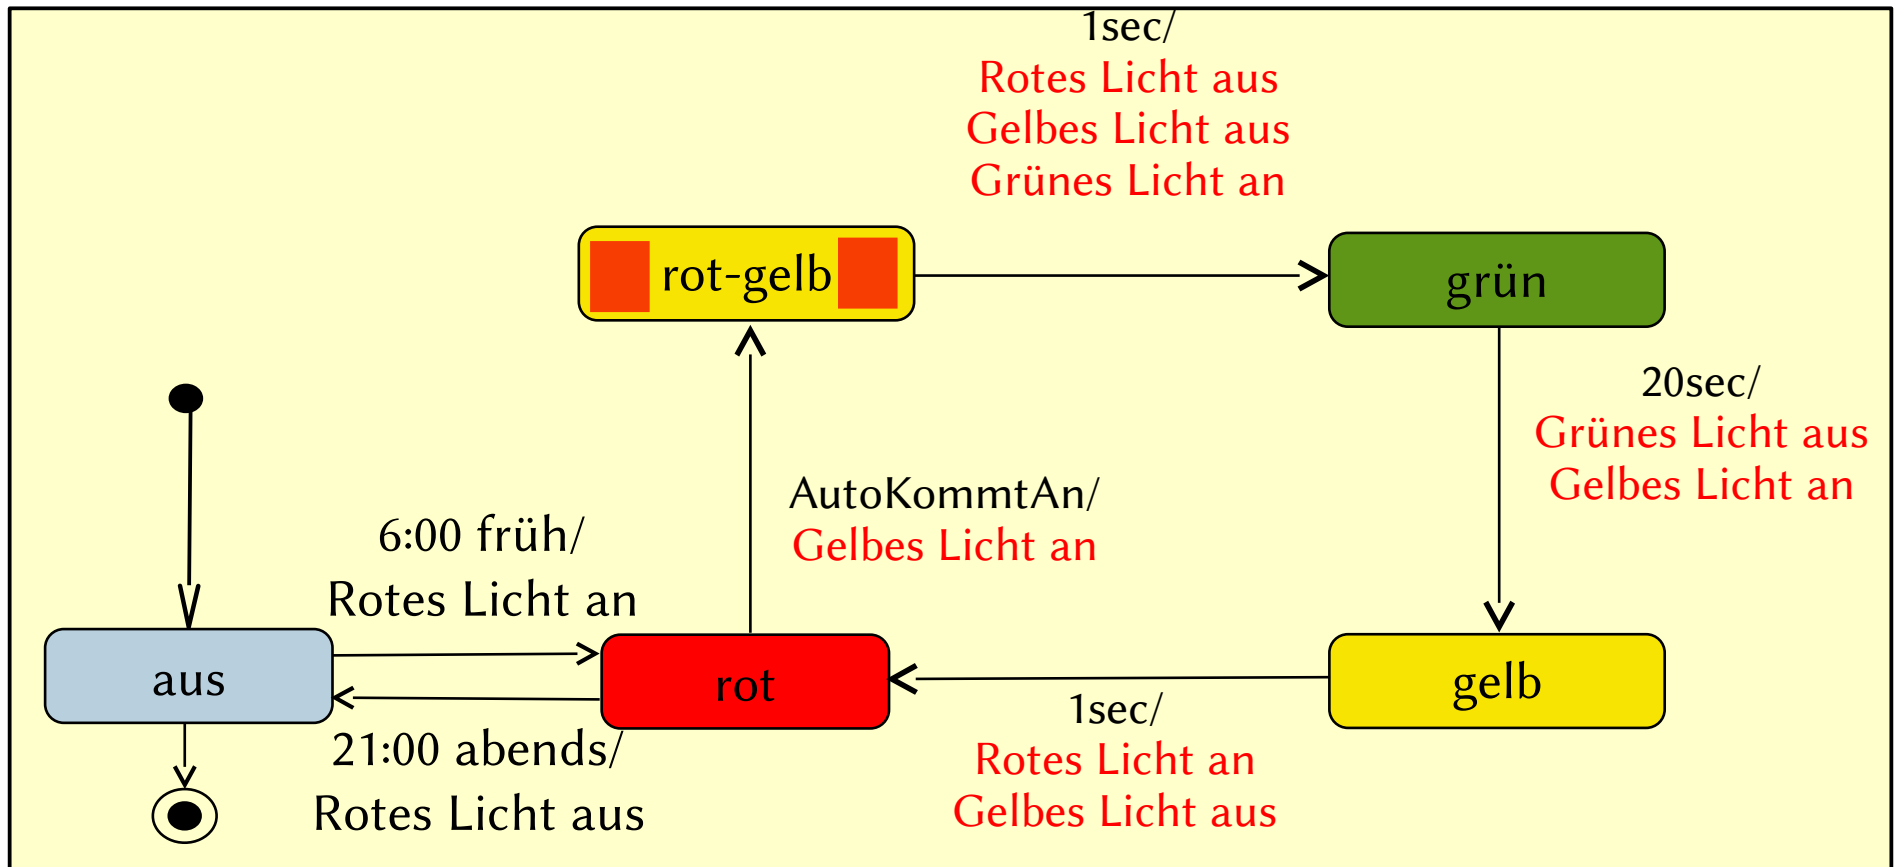 1sec/
Rotes Licht aus
Gelbes Licht aus
Grünes Licht an
rot-gelb
grün
20sec/
Grünes Licht aus
Gelbes Licht an
AutoKommtAn/
Gelbes Licht an
6:00 früh/
Rotes Licht an
aus
rot
gelb
1sec/
Rotes Licht an
Gelbes Licht aus
21:00 abends/
Rotes Licht aus